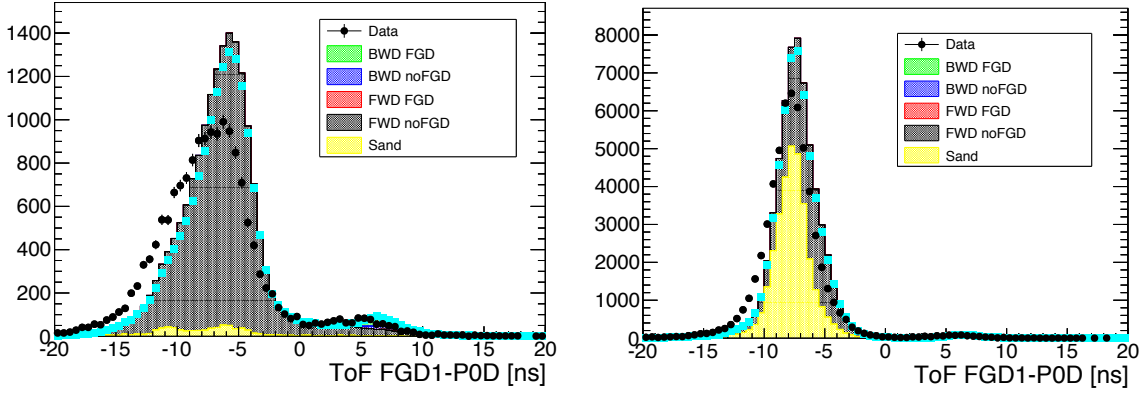 1400
1200
1000
800
600
400
200
0
-20 -15 -10 -5 0 5 10 15 20
ToF FGD1-P0D [ns]
Data
BWD FGD
BWD noFGD
FWD FGD
FWD noFGD
Sand
8000
7000
6000
5000
4000
3000
2000
1000
0
-20 -15 -10 -5 0 5 10 15 20
ToF FGD1-P0D [ns]
Data
BWD FGD
BWD noFGD
FWD FGD
FWD noFGD
Sand